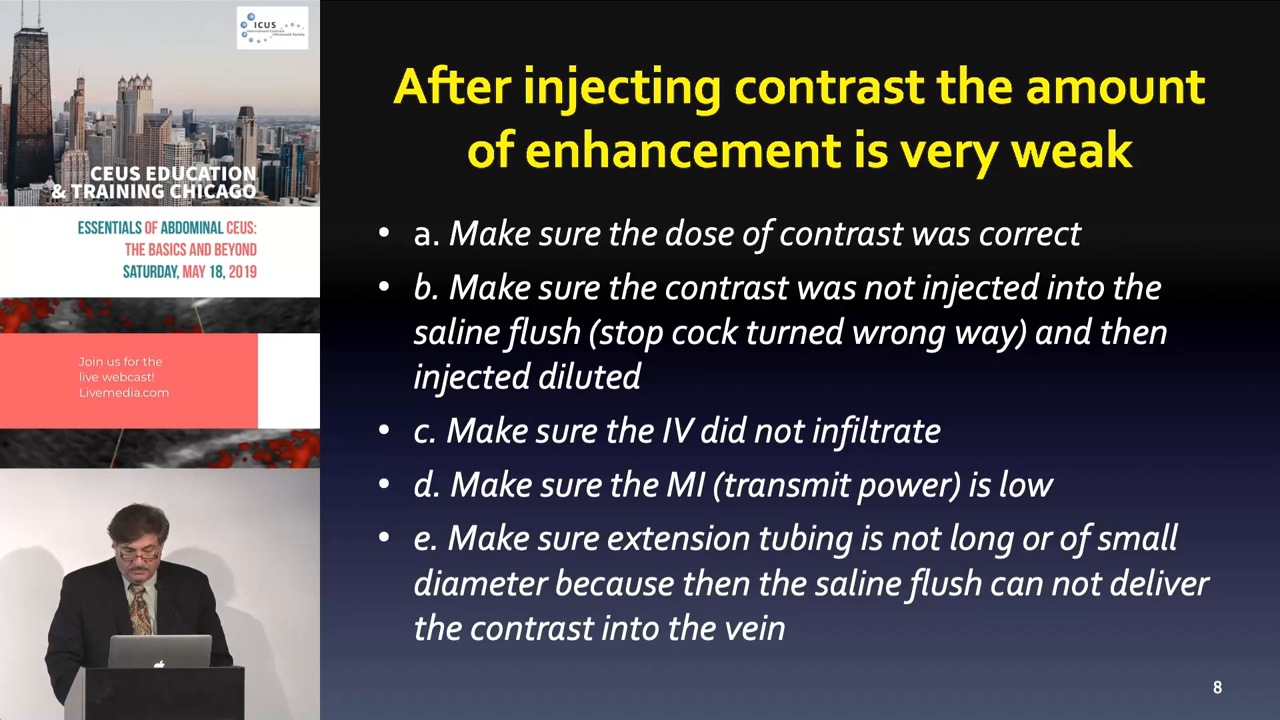 ICUS
International Contrast
Ultrasound Society
CEUS EDUCATION
& TRAINING CHICAGO
ESSENTIALS OF ABDOMINAL CEUS:
THE BASICS AND BEYOND
SATURDAY, MAY 18, 2019
Join us for the
live webcast!
Livemedia.com
After injecting contrast the amount
of enhancement is very weak
• a. Make sure the dose of contrast was correct
• b. Make sure the contrast was not injected into the
saline flush (stop cock turned wrong way) and then
injected diluted
• c. Make sure the IV did not infiltrate
• d. Make sure the MI (transmit power) is low
• e. Make sure extension tubing is not long or of small
diameter because then the saline flush can not deliver
the contrast into the vein
8